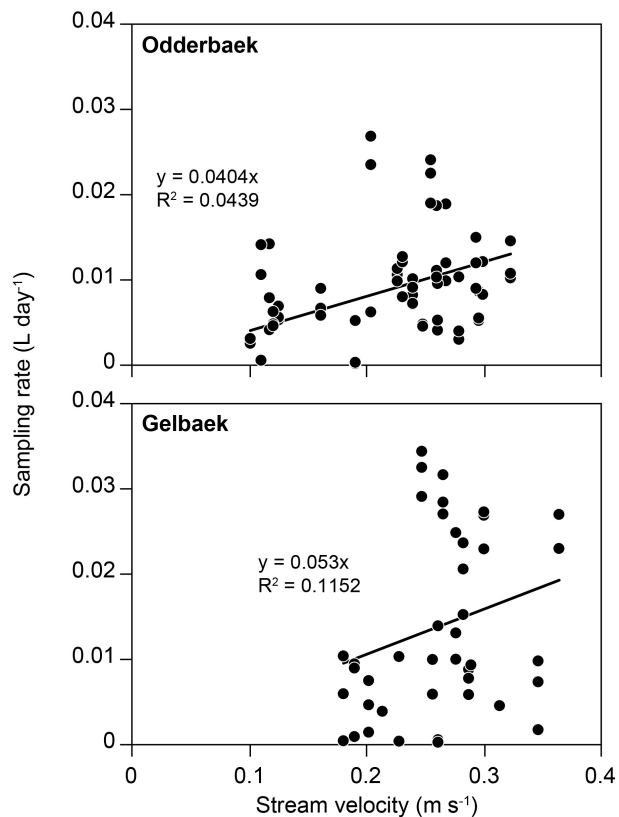 0.04
Odderbaek
0.03
y = 0.0404x
R² = 0.0439
0.02
0.01
0
Sampling rate (L day⁻¹)
0.04
Gelbaek
0.03
y = 0.053x
R² = 0.1152
0.02
0.01
0
0 0.1 0.2 0.3 0.4
Stream velocity (m s⁻¹)